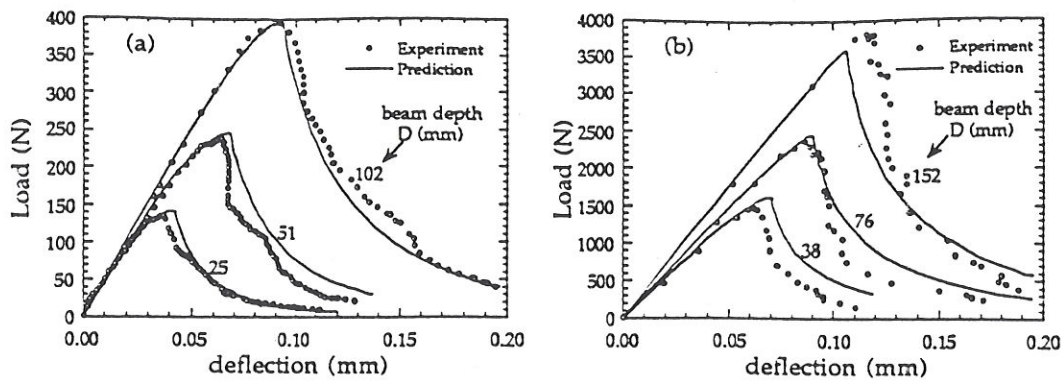 (a)
Experiment
Prediction
beam depth
D (mm)
102
51
25
400
350
300
250
200
150
100
50
0
0.00 0.05 0.10 0.15 0.20
Load (N)
deflection (mm)
(b)
Experiment
Prediction
beam depth
D (mm)
152
76
38
4000
3500
3000
2500
2000
1500
1000
500
0
0.00 0.05 0.10 0.15 0.20
Load (N)
deflection (mm)